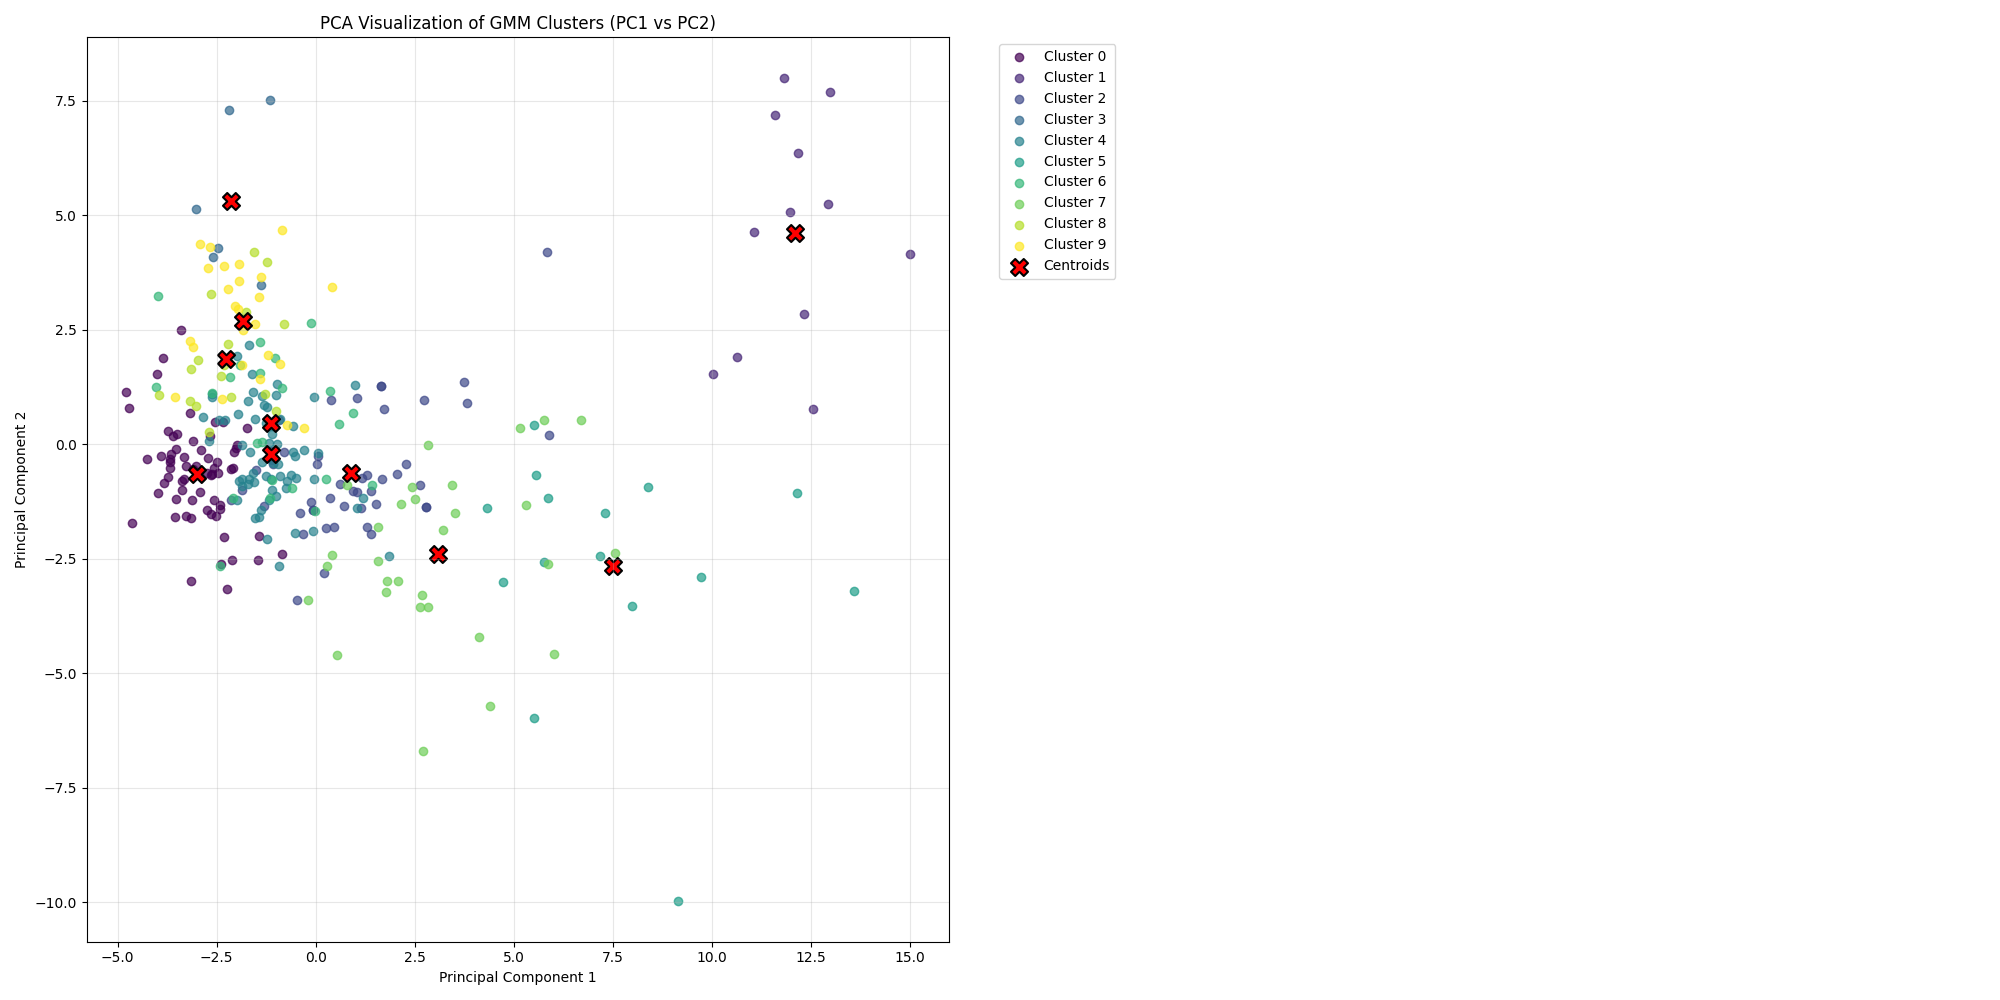 PCA Visualization of GMM Clusters (PC1 vs PC2)
Cluster 0
Cluster 1
Cluster 2
Cluster 3
Cluster 4
Cluster 5
Cluster 6
Cluster 7
Cluster 8
Cluster 9
Centroids
Principal Component 2
7.5
5.0
2.5
0.0
−2.5
−5.0
−7.5
−10.0
−5.0 −2.5 0.0 2.5 5.0 7.5 10.0 12.5 15.0
Principal Component 1